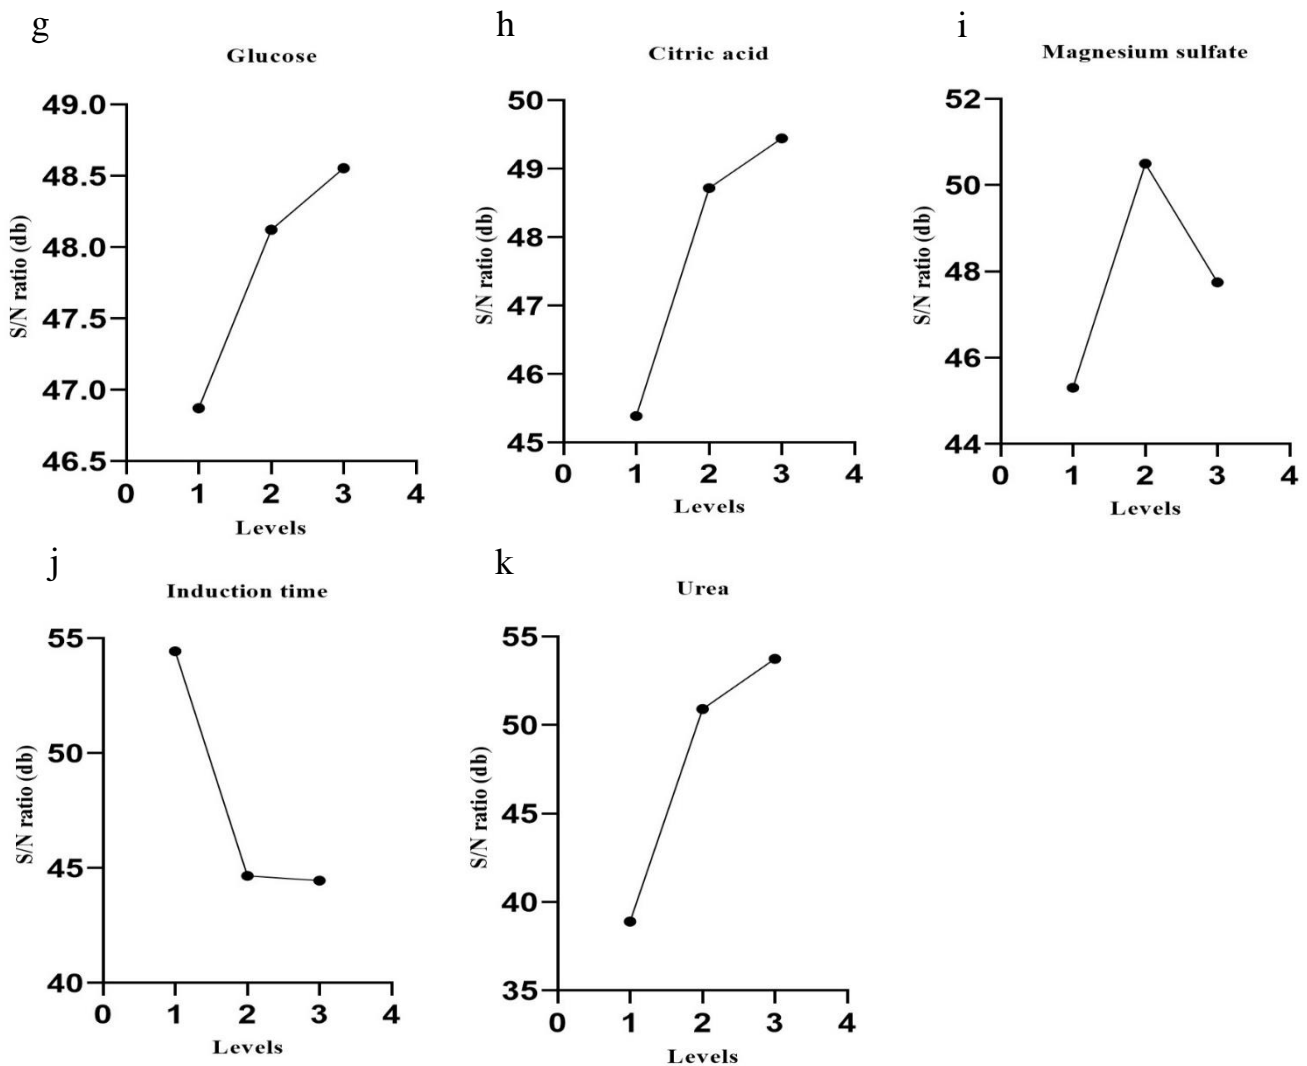 g
Glucose
49.0
48.5
48.0
47.5
47.0
46.5
S/N ratio (db)
0 1 2 3 4
Levels
h
Citric acid
50
49
48
47
46
45
S/N ratio (db)
0 1 2 3 4
Levels
i
Magnesium sulfate
52
50
48
46
44
S/N ratio (db)
0 1 2 3 4
Levels
j
Induction time
55
50
45
40
S/N ratio (db)
0 1 2 3 4
Levels
k
Urea
55
50
45
40
35
S/N ratio (db)
0 1 2 3 4
Levels